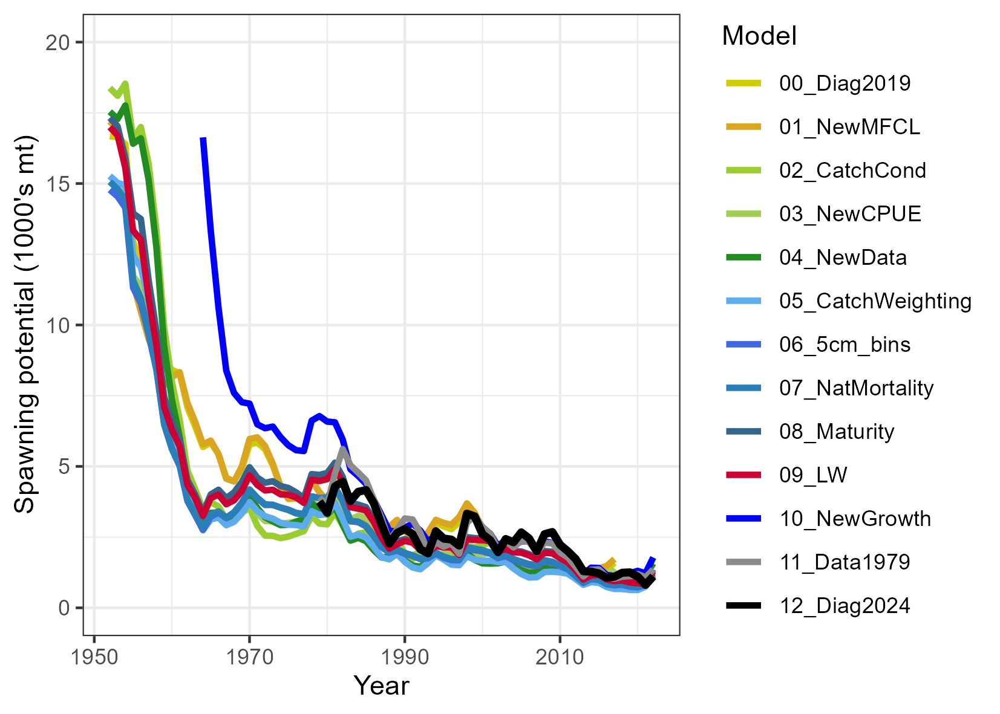 Spawning potential (1000's mt)
20
15
10
5
0
1950 1970 1990 2010
Year
Model
00_Diag2019
01_NewMFCL
02_CatchCond
03_NewCPUE
04_NewData
05_CatchWeighting
06_5cm_bins
07_NatMortality
08_Maturity
09_LW
10_NewGrowth
11_Data1979
12_Diag2024